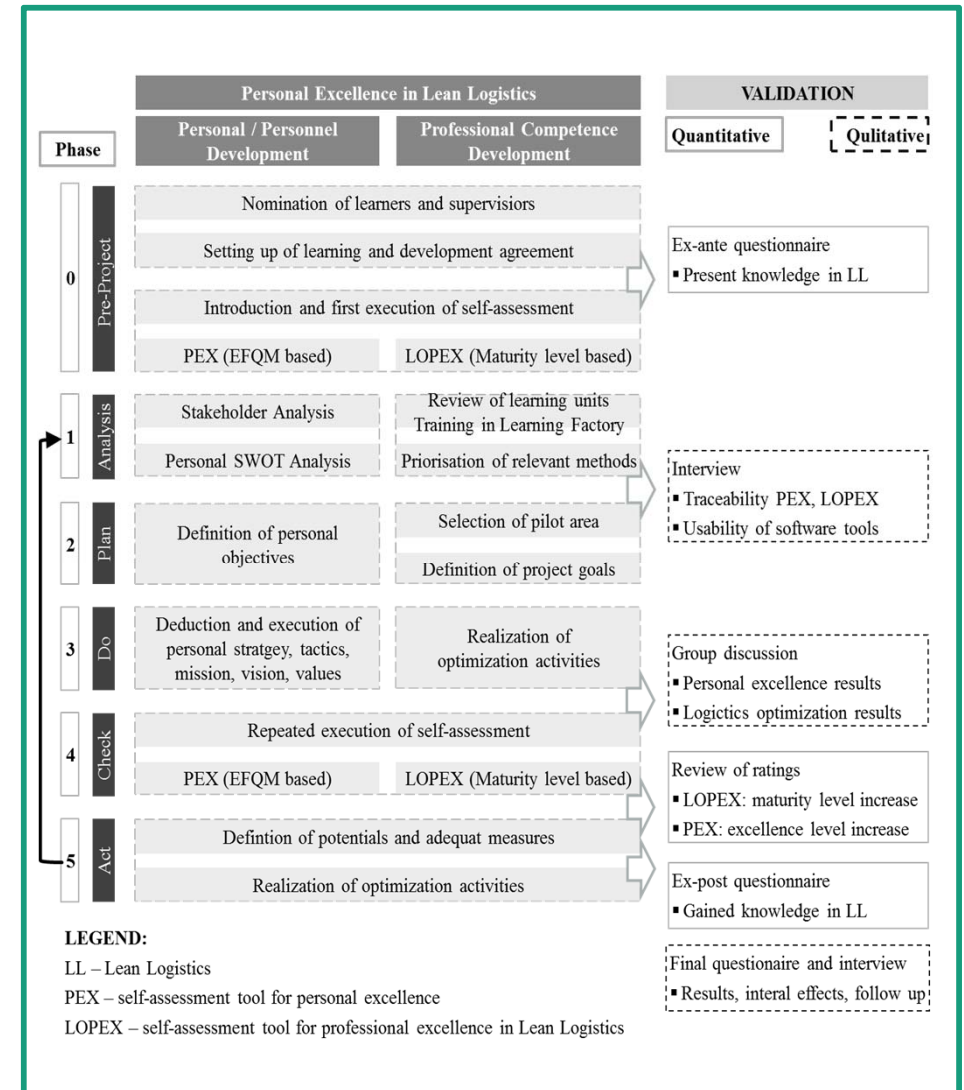 Personal Excellence in Lean Logistics
VALIDATION
Phase
Personal / Personnel
Development
Professional Competence
Development
Quantitative
Qulitative
0
Pre-Project
Nomination of learners and supervisiors
Setting up of learning and development agreement
Introduction and first execution of self-assessment
PEX (EFQM based)
LOPEX (Maturity level based)
Ex-ante questionnaire
▪ Present knowledge in LL
1
Analysis
Stakeholder Analysis
Personal SWOT Analysis
Review of learning units
Training in Learning Factory
Priorisation of relevant methods
Interview
▪ Traceability PEX, LOPEX
▪ Usability of software tools
2
Plan
Definition of personal
objectives
Selection of pilot area
Definition of project goals
3
Do
Deduction and execution of
personal stratgey, tactics,
mission, vision, values
Realization of
optimization activities
Group discussion
▪ Personal excellence results
▪ Logictics optimization results
4
Check
Repeated execution of self-assessment
PEX (EFQM based)
LOPEX (Maturity level based)
Review of ratings
▪ LOPEX: maturity level increase
▪ PEX: excellence level increase
5
Act
Defintion of potentials and adequat measures
Realization of optimization activities
Ex-post questionnaire
▪ Gained knowledge in LL
Final questionaire and interview
▪ Results, interal effects, follow up
LEGEND:
LL – Lean Logistics
PEX – self-assessment tool for personal excellence
LOPEX – self-assessment tool for professional excellence in Lean Logistics